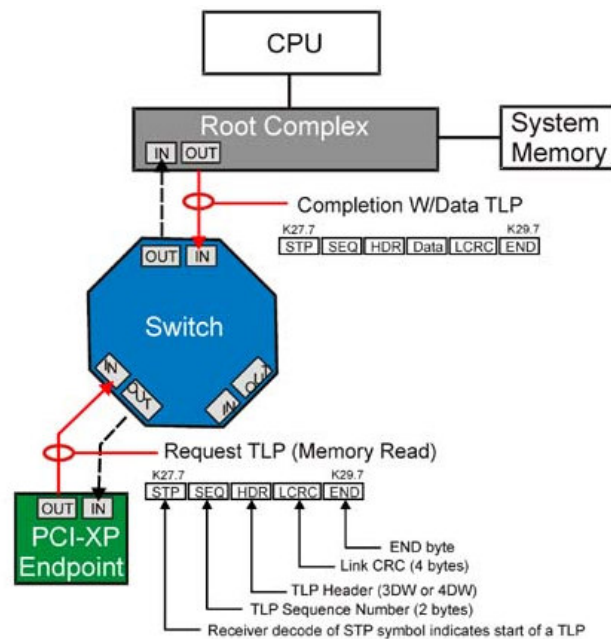 CPU
Root Complex
IN OUT
System
Memory
Completion W/Data TLP
K27.7 K29.7
STP SEQ HDR Data LCRC END
OUT IN
Switch
IN OUT
IN OUT
Request TLP (Memory Read)
K27.7 K29.7
STP SEQ HDR LCRC END
OUT IN
PCI-XP
Endpoint
END byte
Link CRC (4 bytes)
TLP Header (3DW or 4DW)
TLP Sequence Number (2 bytes)
Receiver decode of STP symbol indicates start of a TLP